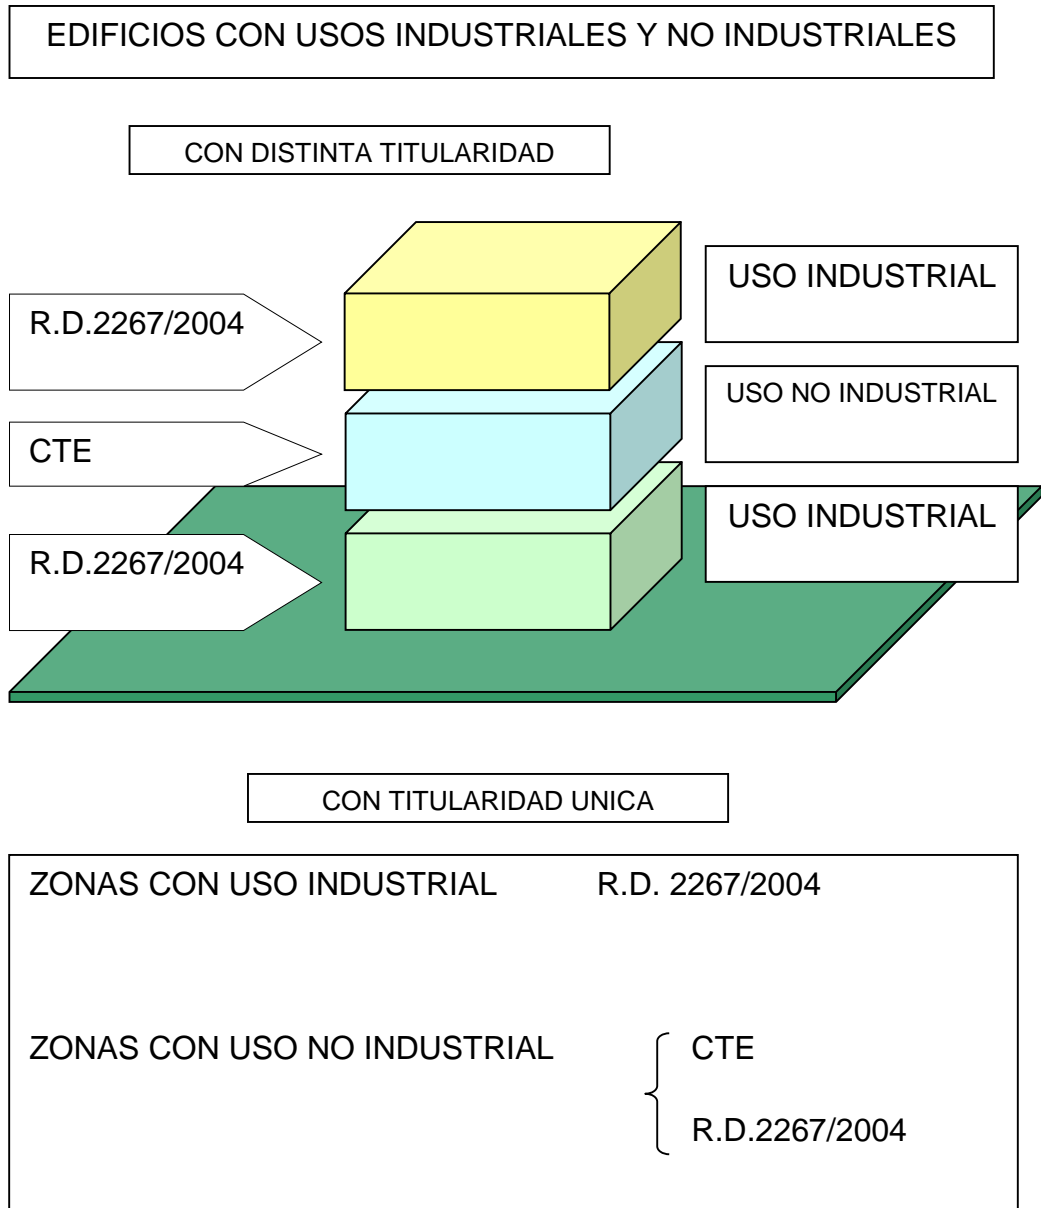 EDIFICIOS CON USOS INDUSTRIALES Y NO INDUSTRIALES
CON DISTINTA TITULARIDAD
R.D.2267/2004
USO INDUSTRIAL
CTE
USO NO INDUSTRIAL
R.D.2267/2004
USO INDUSTRIAL
CON TITULARIDAD UNICA
ZONAS CON USO INDUSTRIAL R.D. 2267/2004
ZONAS CON USO NO INDUSTRIAL CTE
R.D.2267/2004